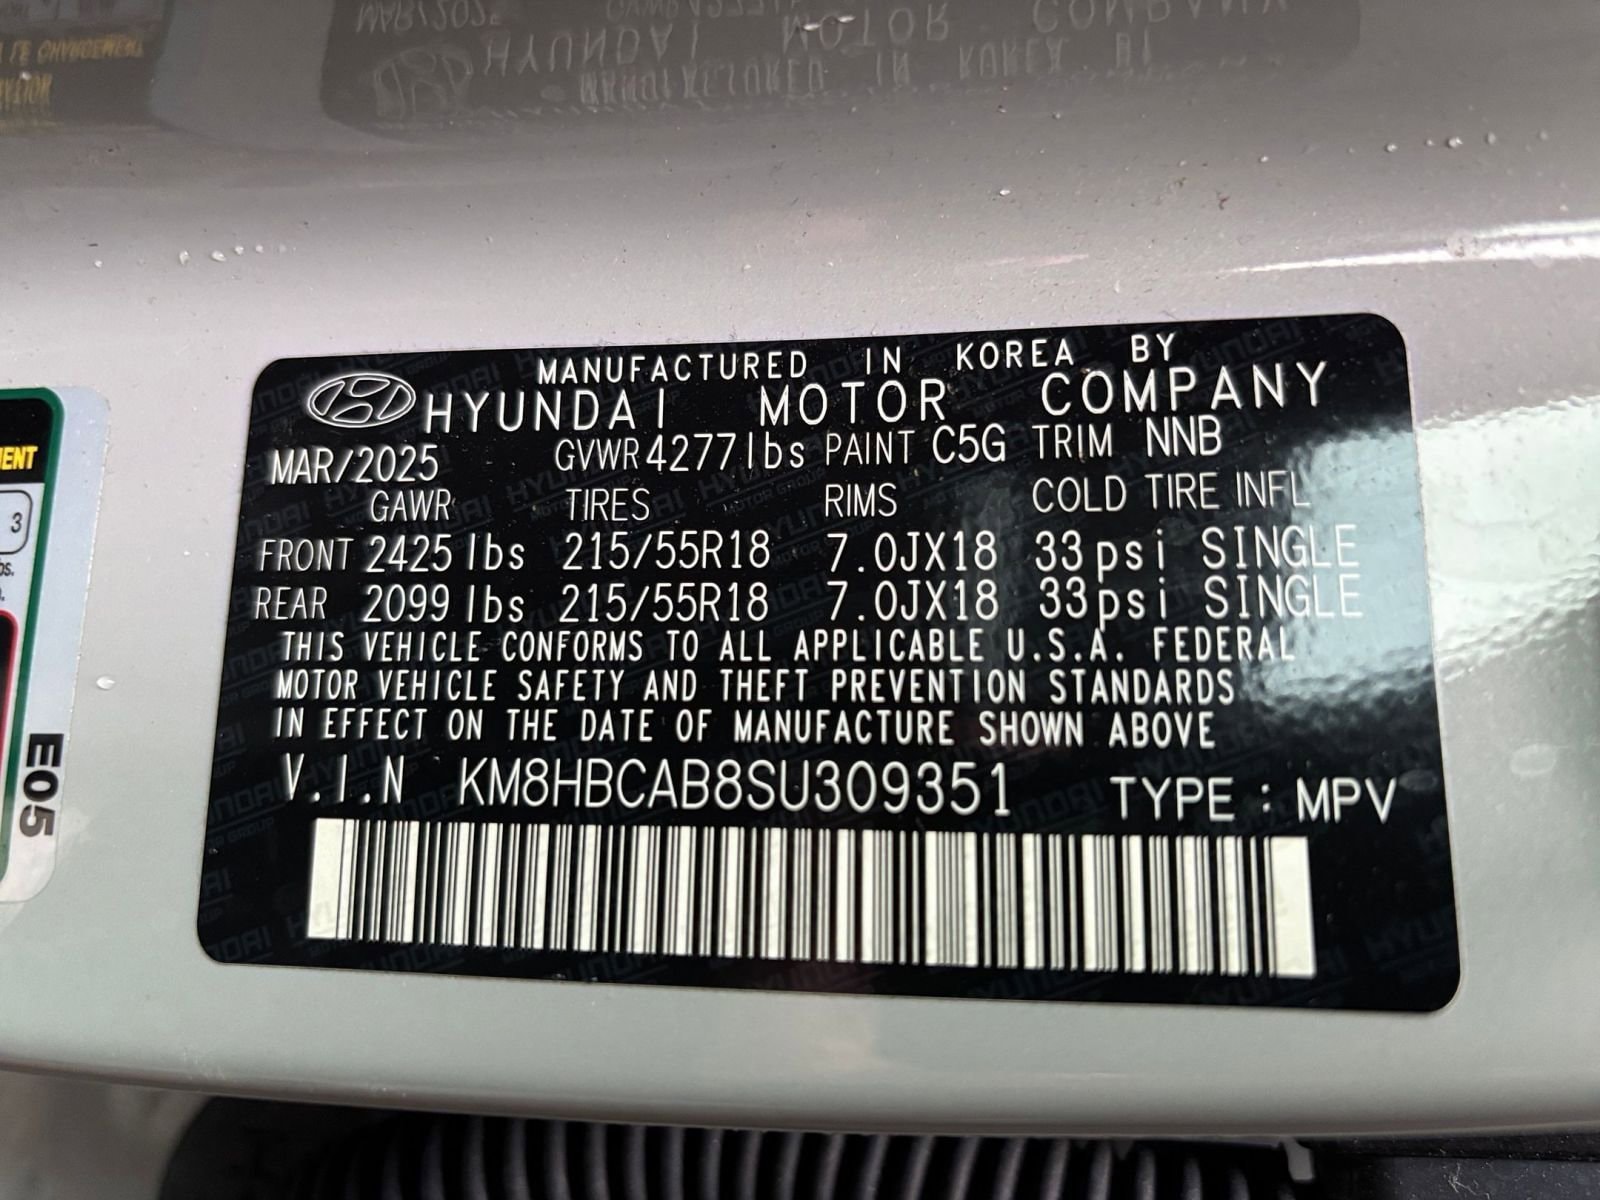 MANUFACTURED IN KOREA BY
HYUNDAI MOTOR COMPANY
MAR/2025 GVWR 4277lbs PAINT C5G TRIM NNB
GAWR TIRES RIMS COLD TIRE INFL
FRONT 2425 lbs 215/55R18 7.0JX18 33psi SINGLE
REAR 2099 lbs 215/55R18 7.0JX18 33psi SINGLE
THIS VEHICLE CONFORMS TO ALL APPLICABLE U.S.A. FEDERAL
MOTOR VEHICLE SAFETY AND THEFT PREVENTION STANDARDS
IN EFFECT ON THE DATE OF MANUFACTURE SHOWN ABOVE
V.I.N KM8HBCAB8SU309351 TYPE : MPV
3
E05